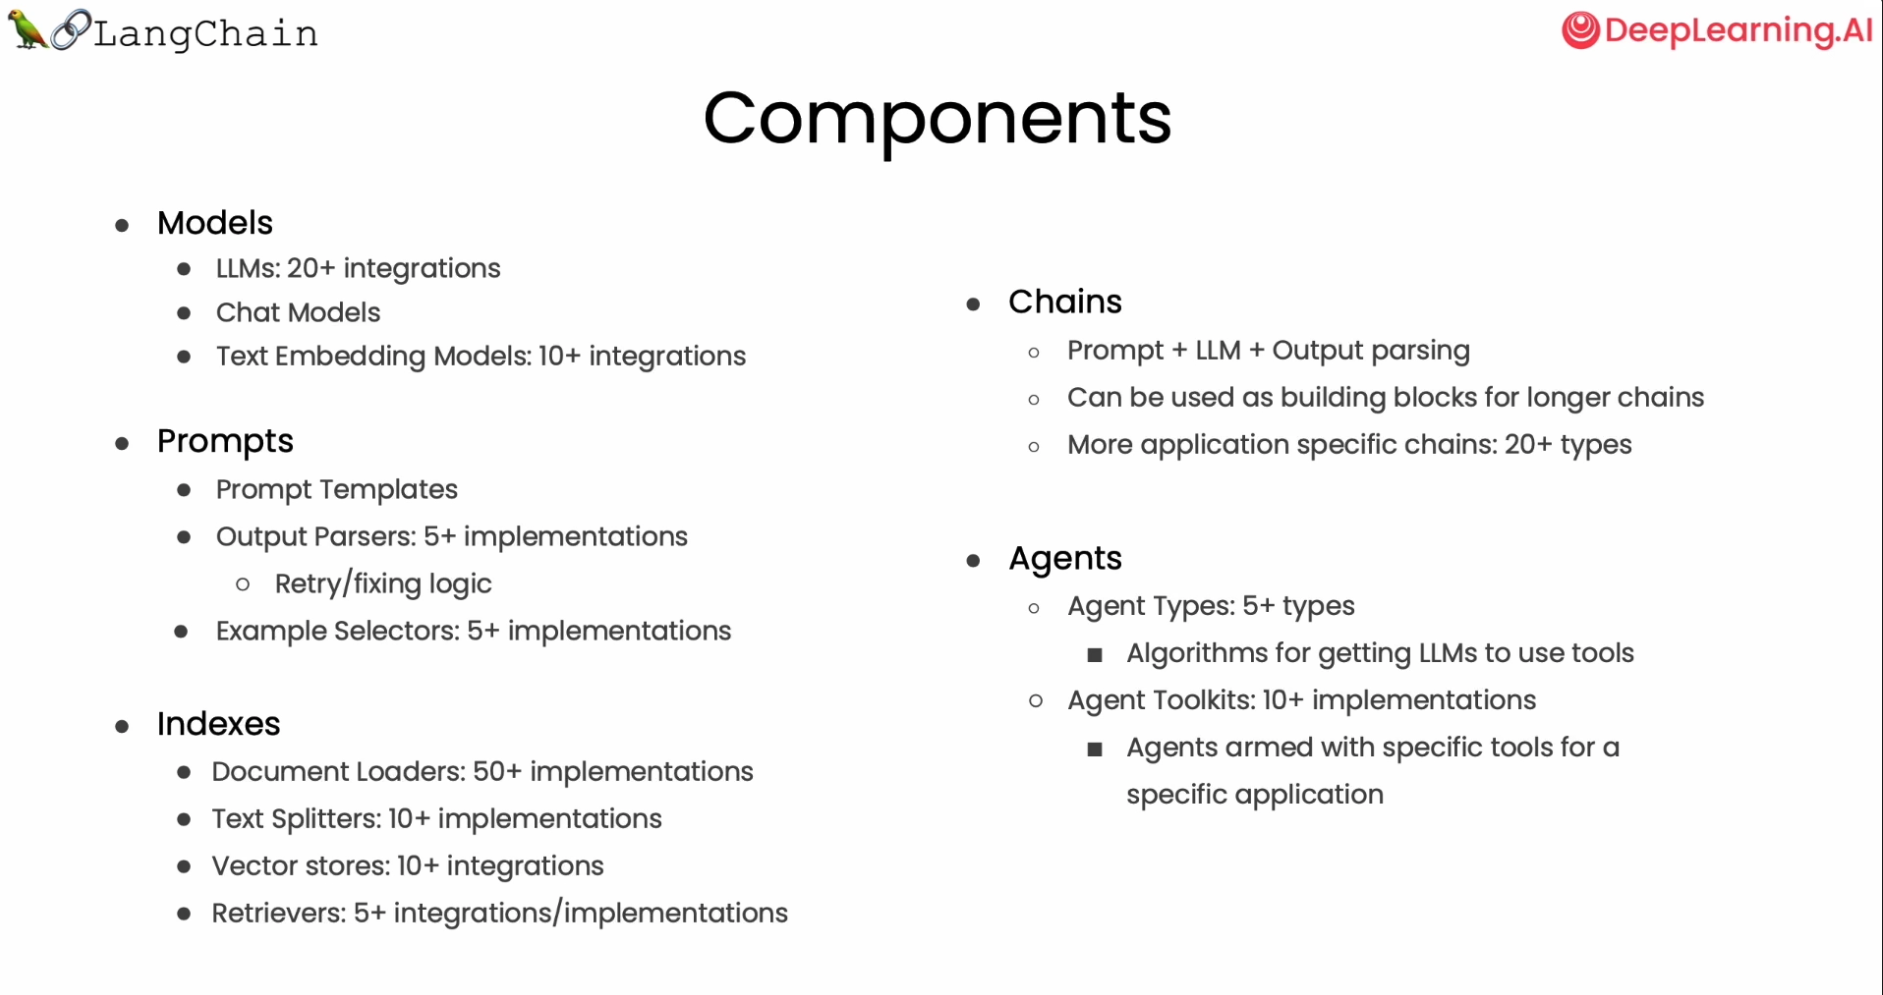 LangChain
DeepLearning.AI
Components
Models
LLMs: 20+ integrations
Chat Models
Text Embedding Models: 10+ integrations
Prompts
Prompt Templates
Output Parsers: 5+ implementations
Retry/fixing logic
Example Selectors: 5+ implementations
Indexes
Document Loaders: 50+ implementations
Text Splitters: 10+ implementations
Vector stores: 10+ integrations
Retrievers: 5+ integrations/implementations
Chains
Prompt + LLM + Output parsing
Can be used as building blocks for longer chains
More application specific chains: 20+ types
Agents
Agent Types: 5+ types
Algorithms for getting LLMs to use tools
Agent Toolkits: 10+ implementations
Agents armed with specific tools for a
specific application